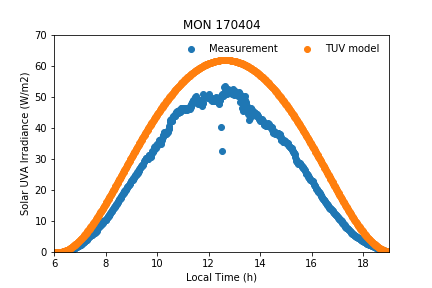 MON 170404
Measurement TUV model
Solar UVA Irradiance (W/m2)
70
60
50
40
30
20
10
0
6 8 10 12 14 16 18
Local Time (h)